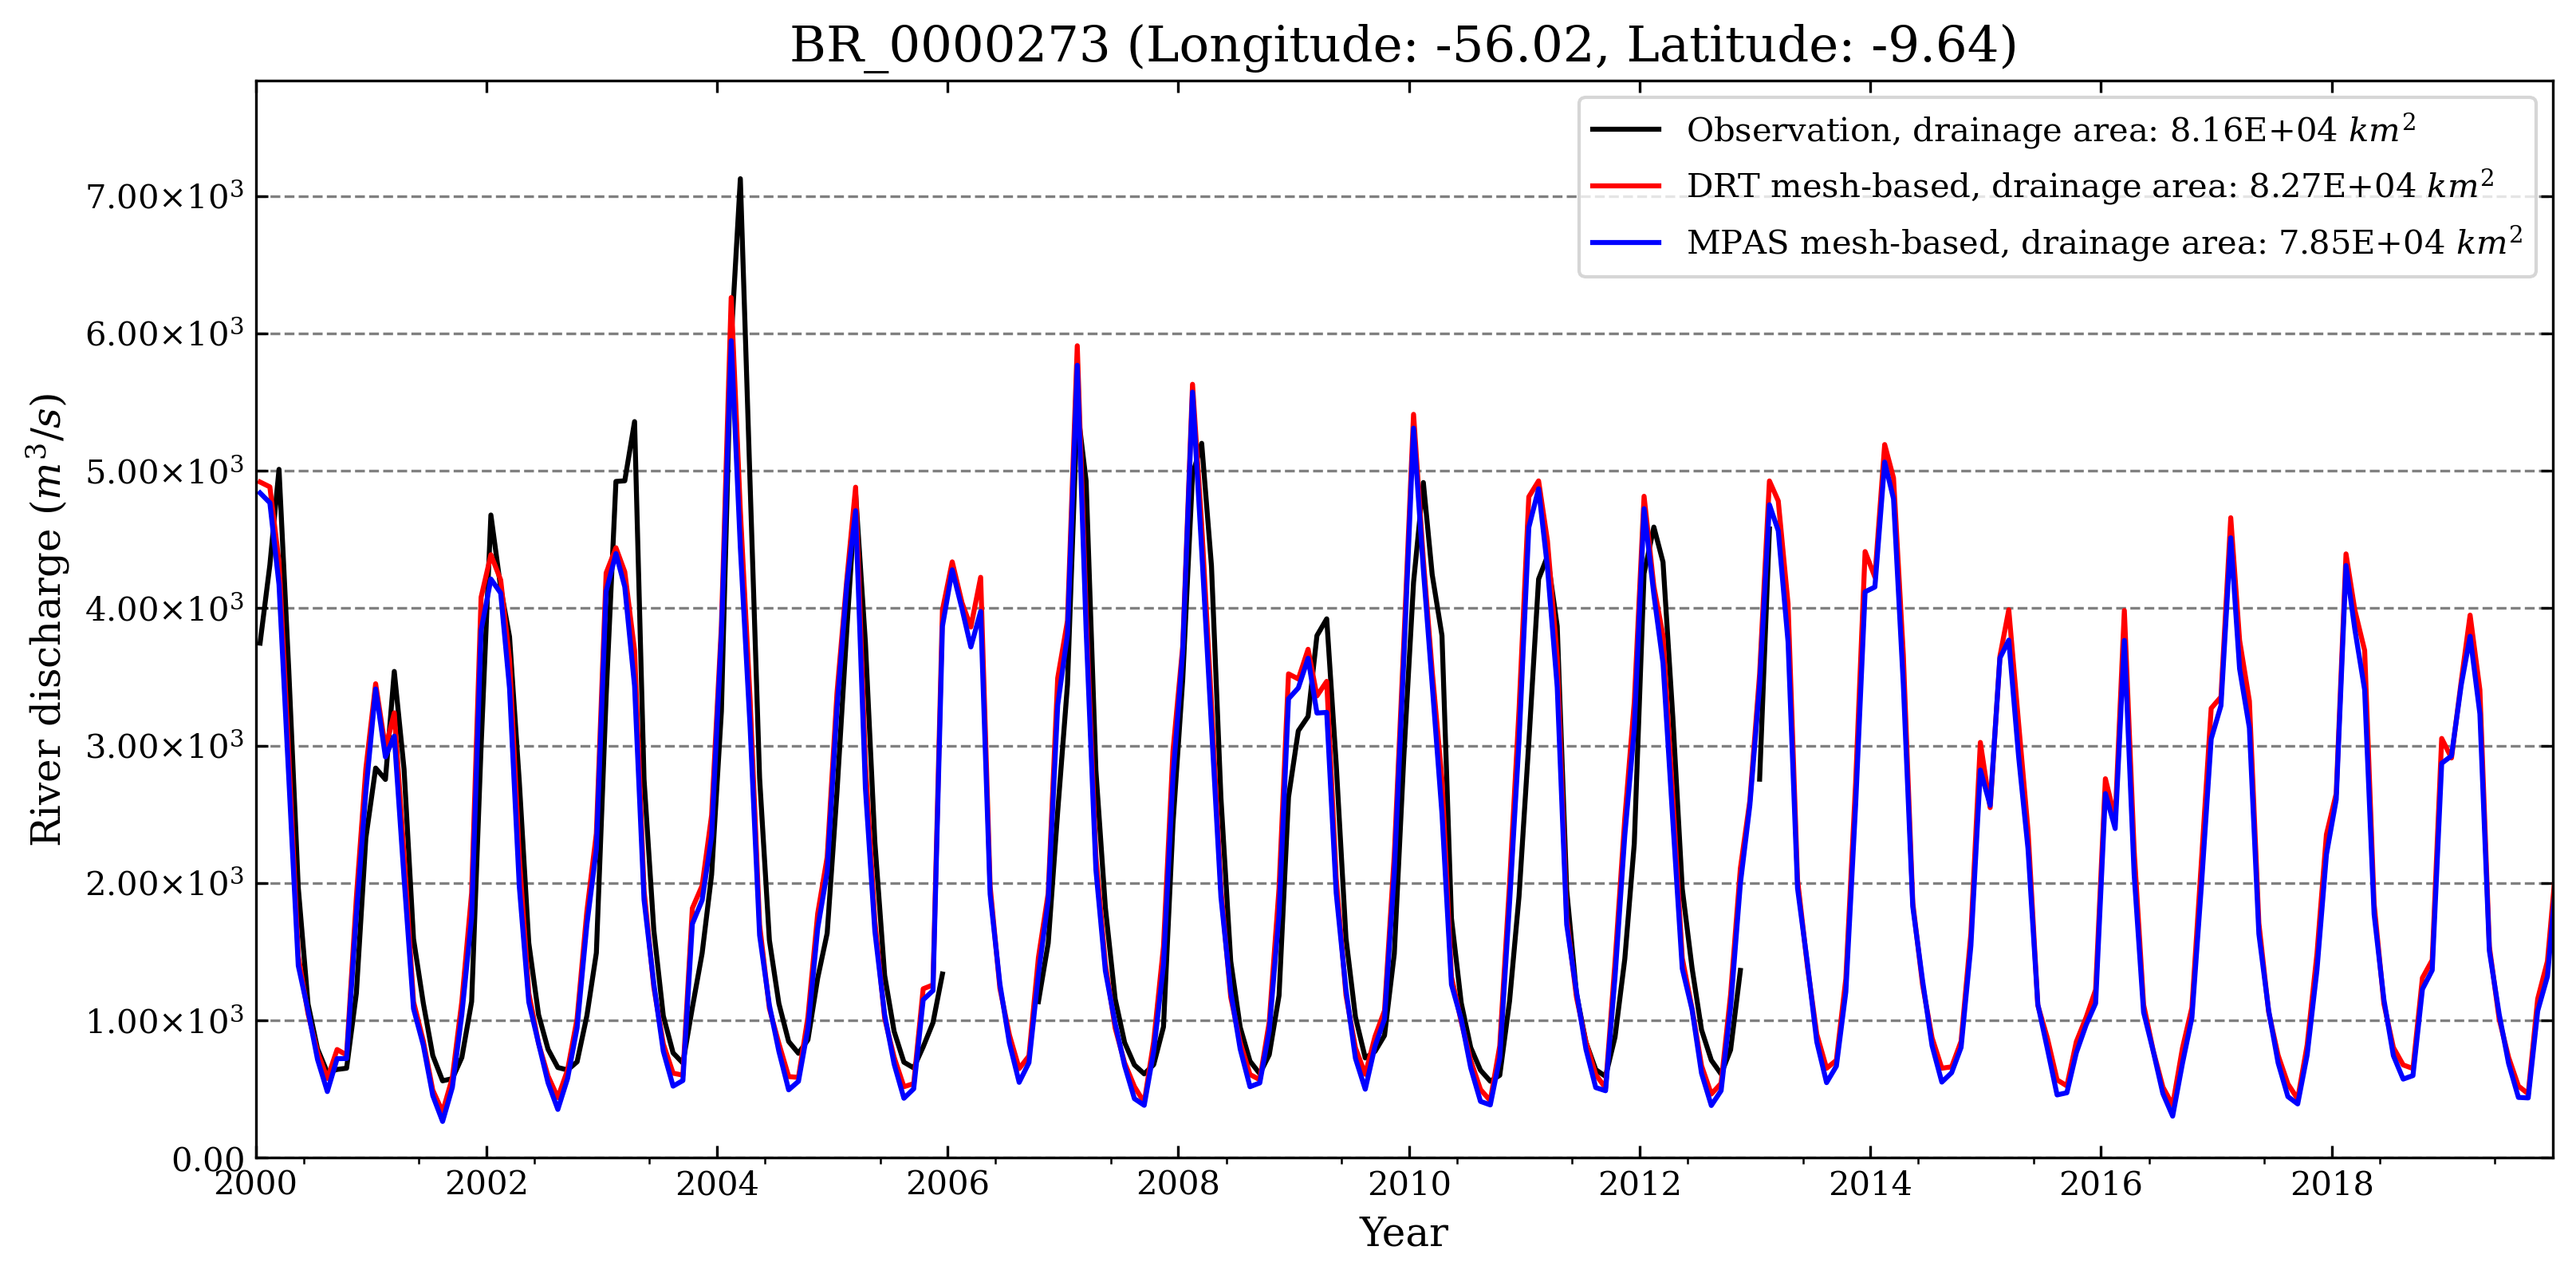 BR_0000273 (Longitude: -56.02, Latitude: -9.64)
Observation, drainage area: 8.16E+04 km²
DRT mesh-based, drainage area: 8.27E+04 km²
MPAS mesh-based, drainage area: 7.85E+04 km²
River discharge (m³/s)
7.00×10³
6.00×10³
5.00×10³
4.00×10³
3.00×10³
2.00×10³
1.00×10³
0.00
2000 2002 2004 2006 2008 2010 2012 2014 2016 2018
Year